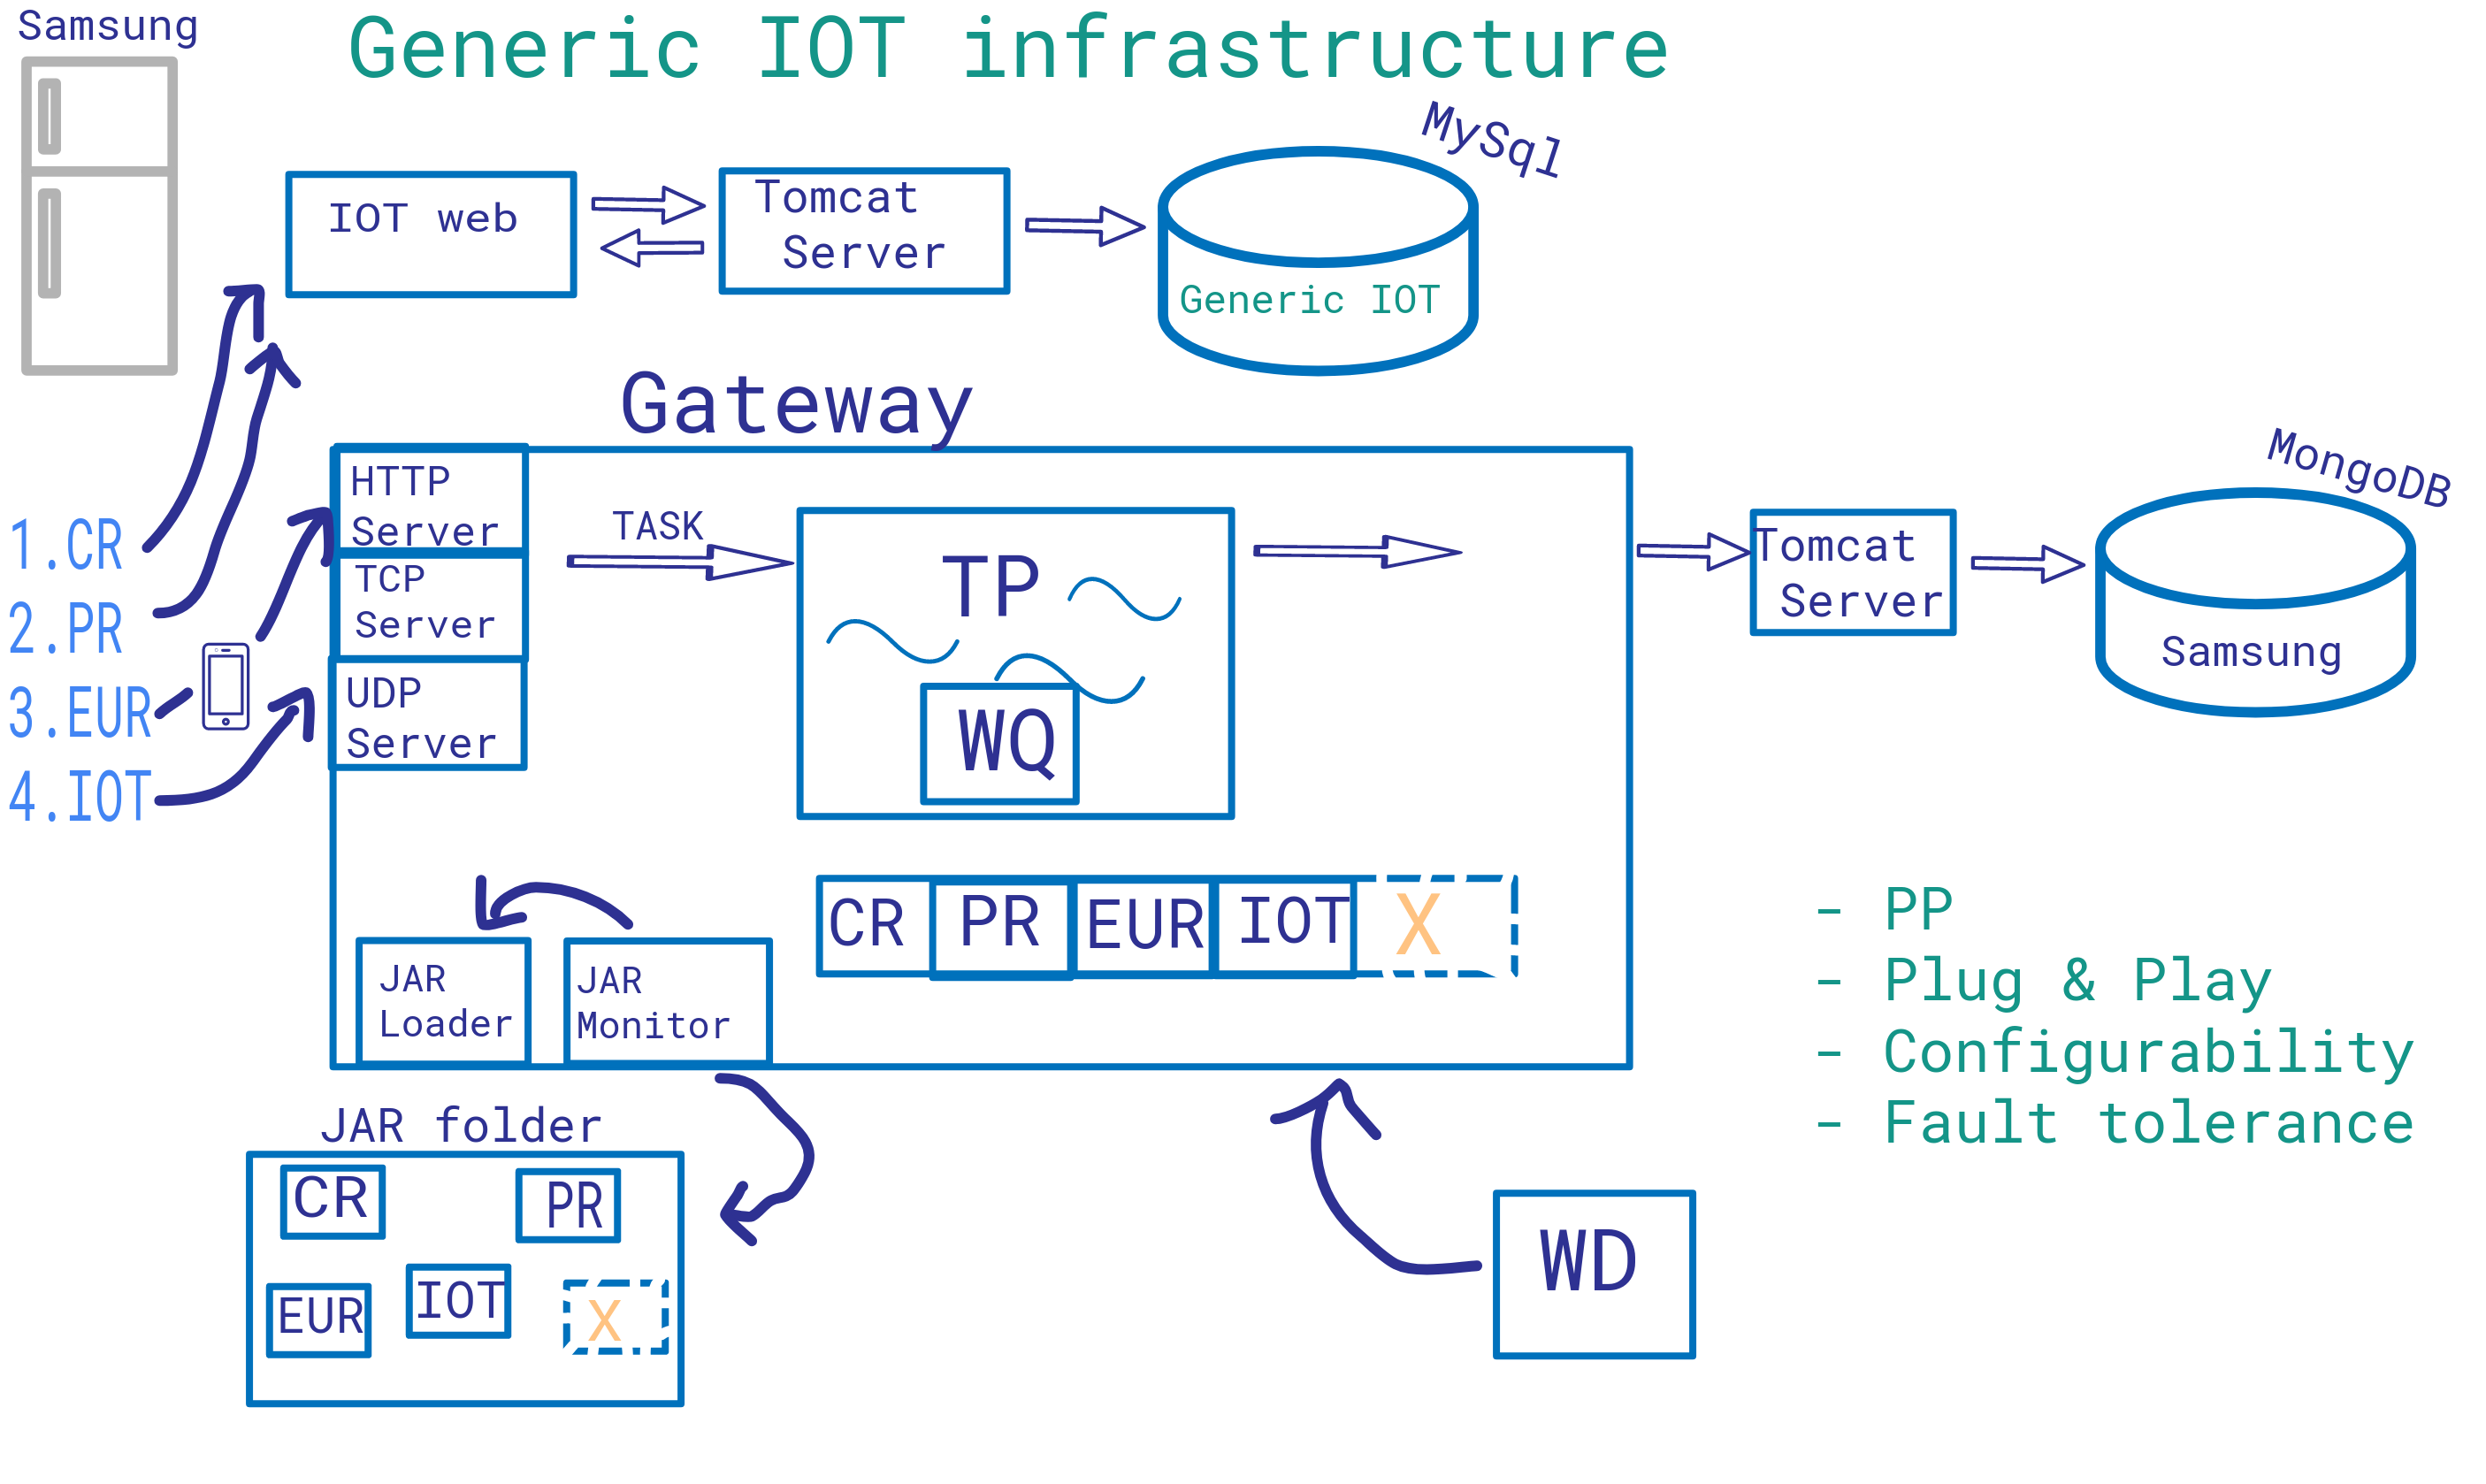 Samsung
Generic IOT infrastructure
MySql
IOT web
Tomcat
Server
Generic IOT
Gateway
MongoDB
HTTP
Server
TASK
TCP
Server
UDP
Server
TP
WQ
Tomcat
Server
Samsung
1.CR
2.PR
3.EUR
4.IOT
CR
PR
EUR
IOT
X
JAR
Loader
JAR
Monitor
- PP
- Plug & Play
- Configurability
- Fault tolerance
JAR folder
CR
PR
EUR
IOT
X
WD